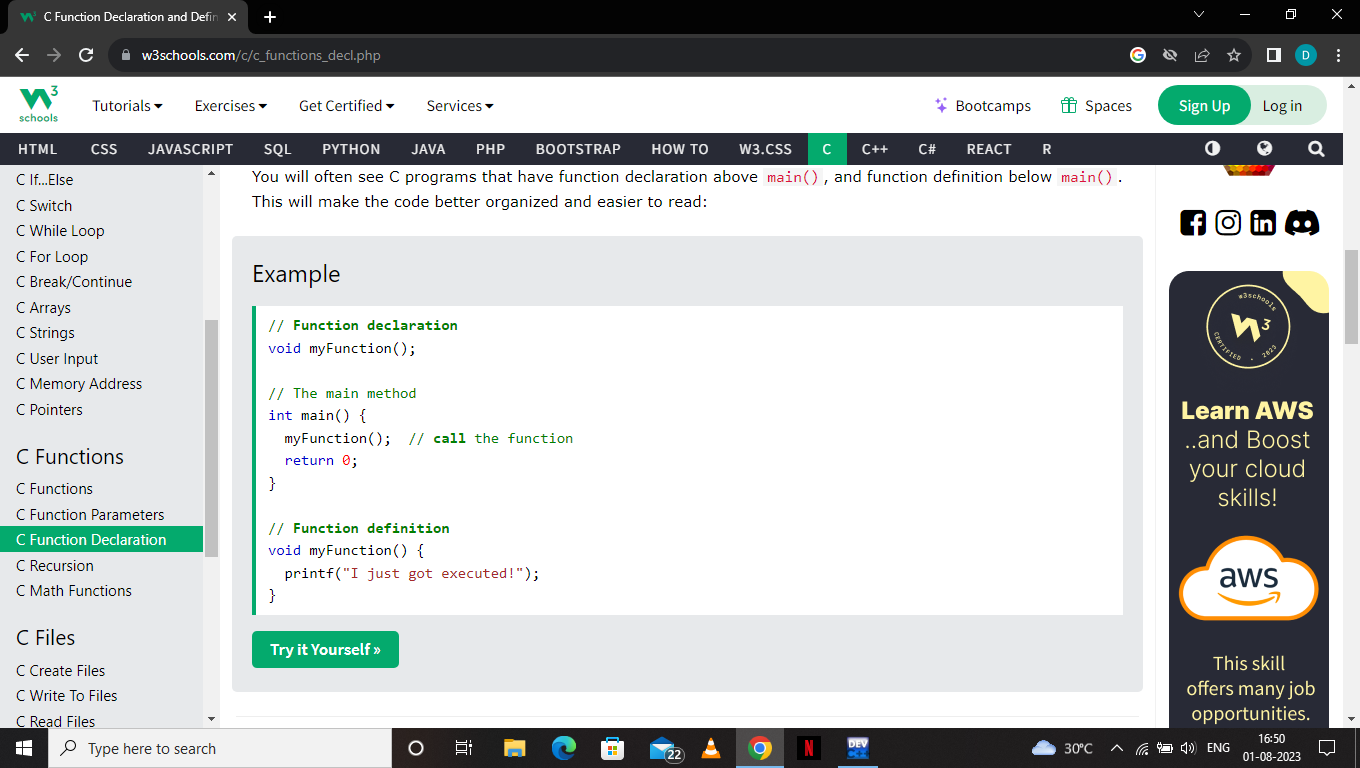 C Function Declaration and Defin
w3schools.com/c/c_functions_decl.php
D
3
schools
Tutorials
Exercises
Get Certified
Services
Bootcamps
Spaces
Sign Up
Log in
HTML
CSS
JAVASCRIPT
SQL
PYTHON
JAVA
PHP
BOOTSTRAP
HOW TO
W3.CSS
C
C++
C#
REACT
R
C If...Else
C Switch
C While Loop
C For Loop
C Break/Continue
C Arrays
C Strings
C User Input
C Memory Address
C Pointers
C Functions
C Functions
C Function Parameters
C Function Declaration
C Recursion
C Math Functions
C Files
C Create Files
C Write To Files
C Read Files
You will often see C programs that have function declaration above main(), and function definition below main().
This will make the code better organized and easier to read:
Example
// Function declaration
void myFunction();
// The main method
int main() {
myFunction();  // call the function
return 0;
}
// Function definition
void myFunction() {
printf("I just got executed!");
}
Try it Yourself »
w3schools
3
CERTIFIED . 2023
Learn AWS
..and Boost
your cloud
skills!
aws
This skill
offers many job
opportunities.
Type here to search
22
N
DEV
30°C
ENG
16:50
01-08-2023